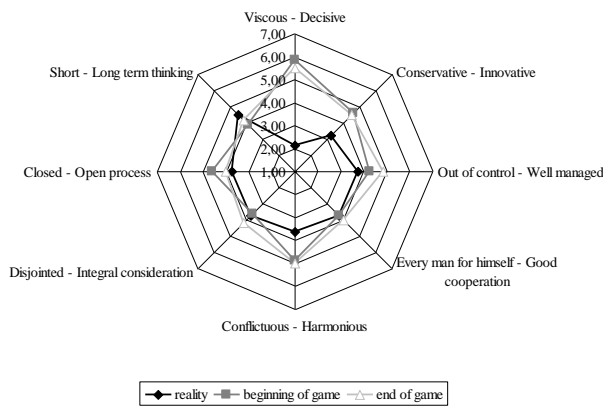 Viscous - Decisive
7,00
6,00
5,00
4,00
3,00
2,00
1,00
Short - Long term thinking
Conservative - Innovative
Closed - Open process
Out of control - Well managed
Disjointed - Integral consideration
Every man for himself - Good
cooperation
Conflictuous - Harmonious
reality
beginning of game
end of game